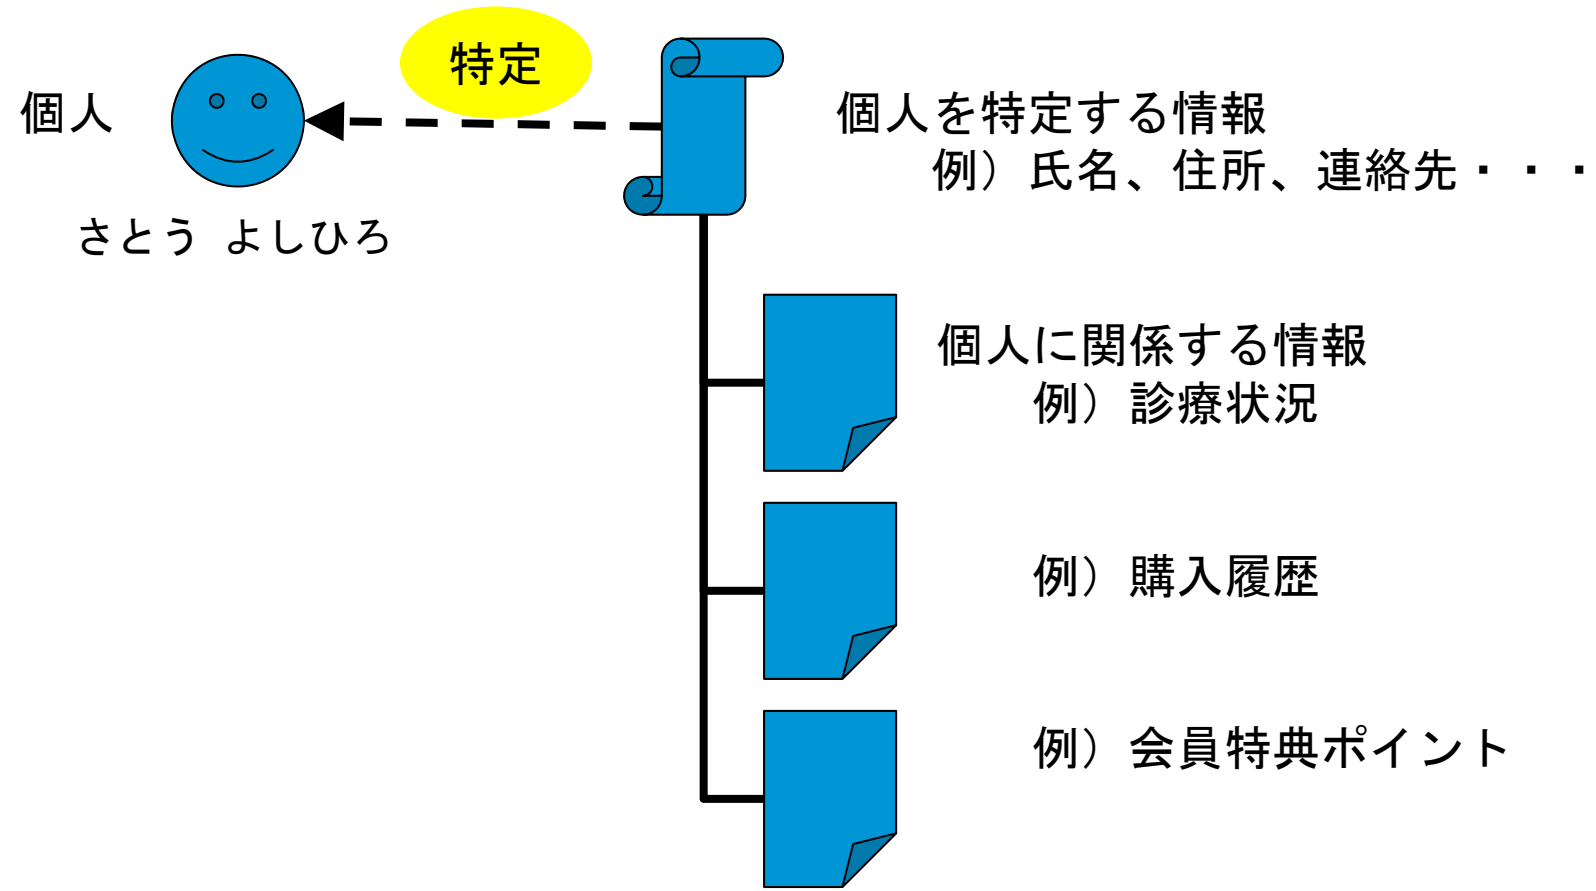 特定
個人
個人を特定する情報
例）氏名、住所、連絡先・・・
さとう よしひろ
個人に関係する情報
例）診療状況
例）購入履歴
例）会員特典ポイント